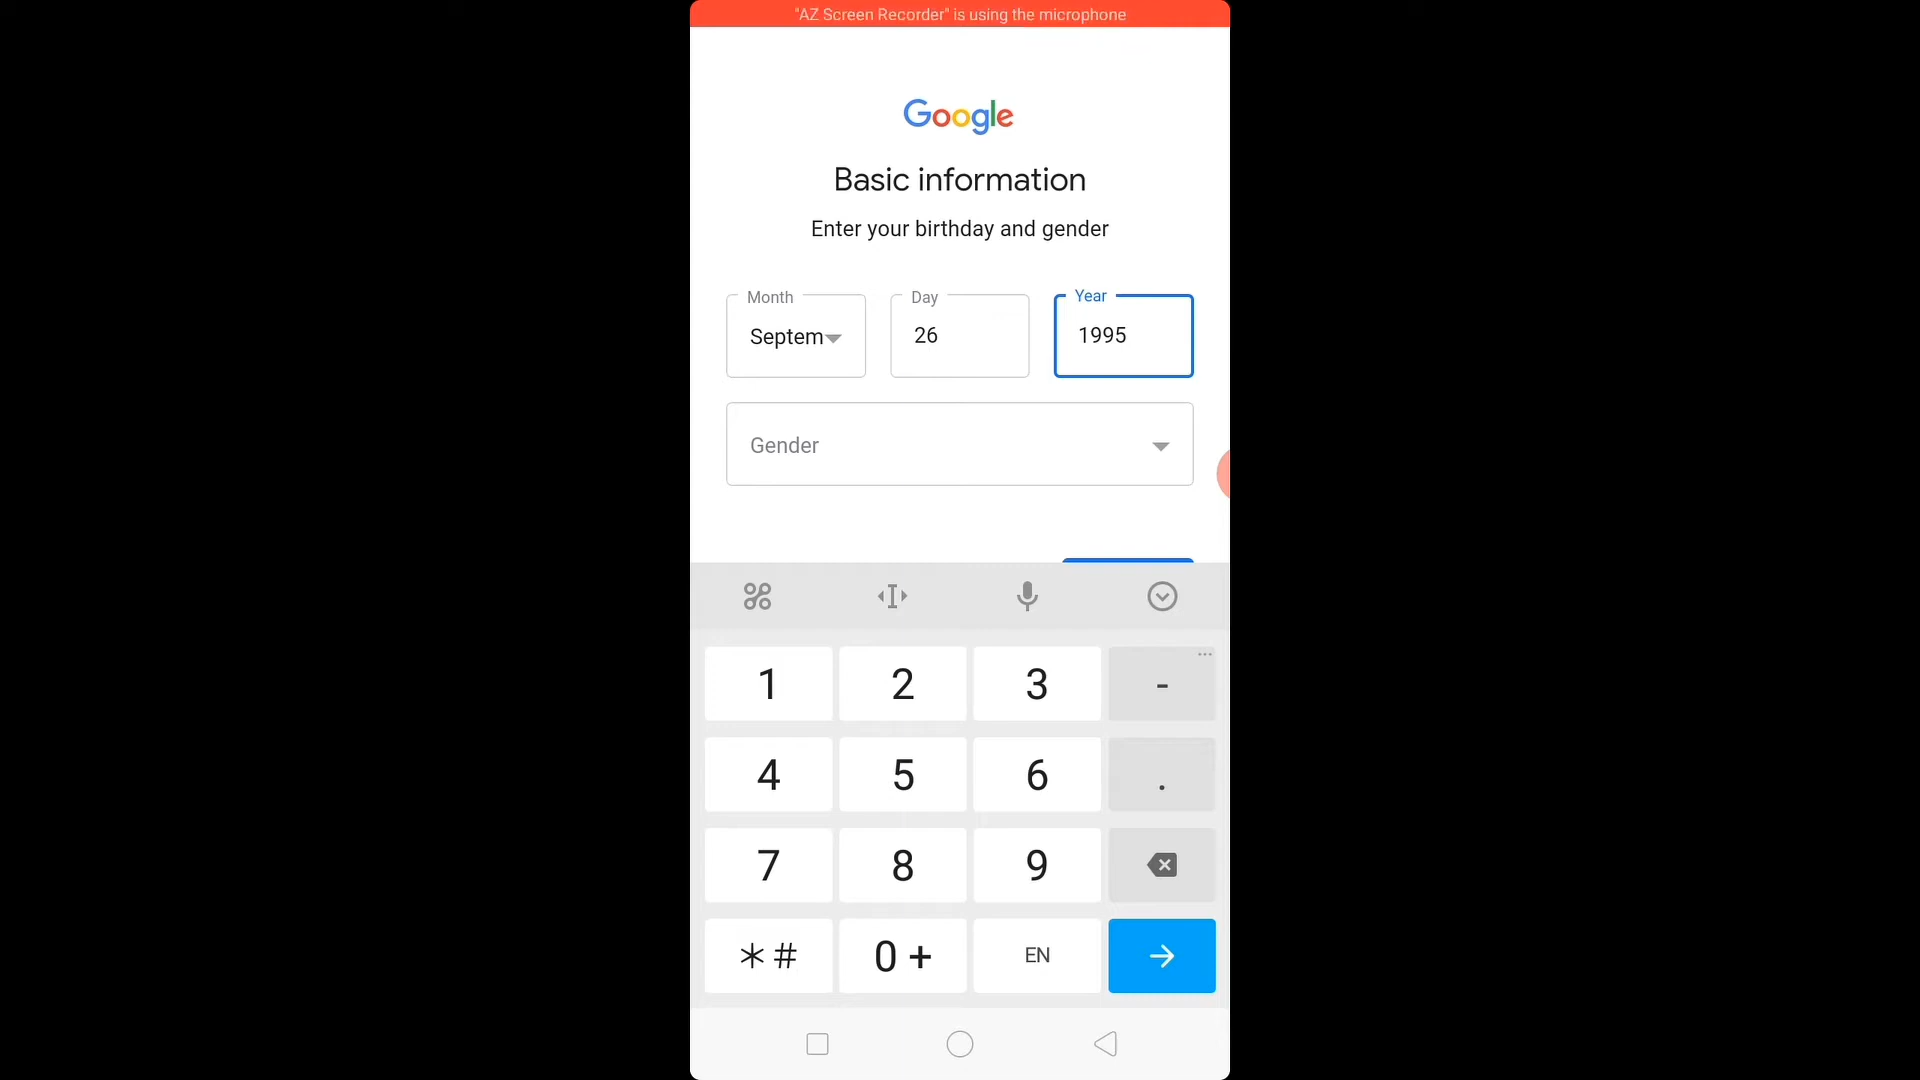 "AZ Screen Recorder" is using the microphone
Google
Basic information
Enter your birthday and gender
Month Day Year
Septem 26 1995
Gender
1 2 3 -
4 5 6 .
7 8 9
* # 0 + EN